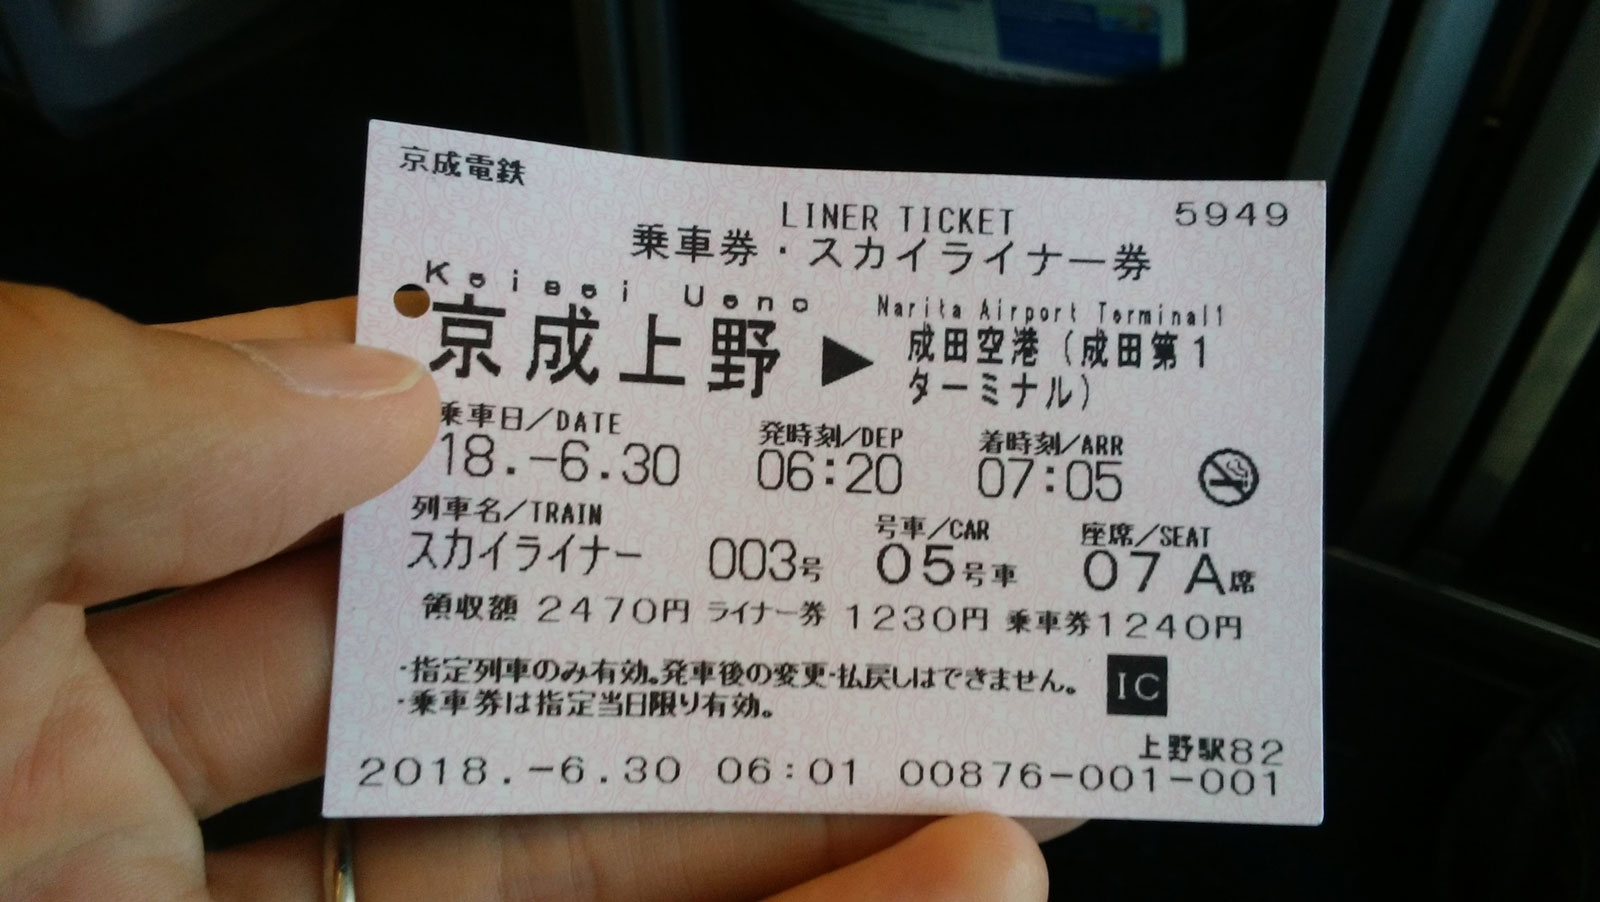 京成電鉄
LINER TICKET 5949
乗車券・スカイライナー券
Keisei Ueno Narita Airport Terminal1
京成上野 ▶ 成田空港(成田第1
ターミナル)
乗車日/DATE 発時刻/DEP 着時刻/ARR
18.-6.30 06:20 07:05
列車名/TRAIN 号車/CAR 座席/SEAT
スカイライナー 003号 05号車 07 A席
領収額 2470円 ライナー券 1230円 乗車券1240円
・指定列車のみ有効。発車後の変更・払戻しはできません。 IC
・乗車券は指定当日限り有効。
上野駅82
2018.-6.30 06:01 00876-001-001